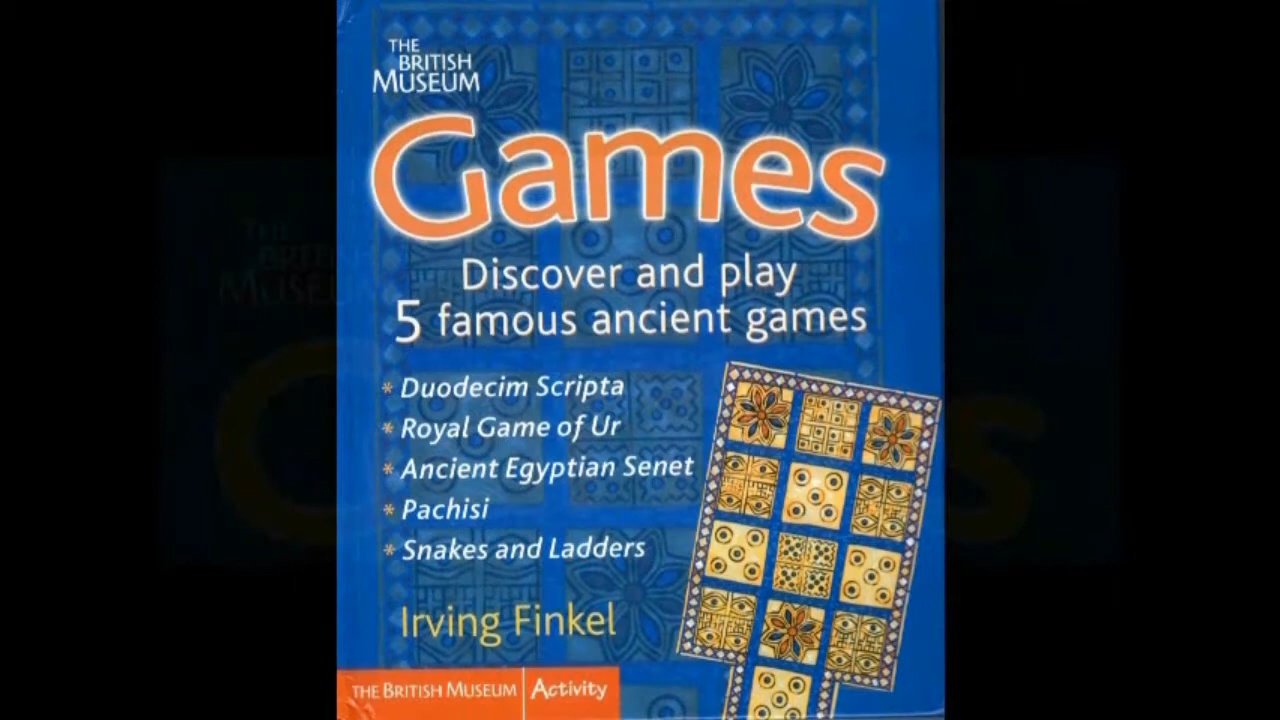 THE
BRITISH
MUSEUM
Games
Discover and play
5 famous ancient games
* Duodecim Scripta
* Royal Game of Ur
* Ancient Egyptian Senet
* Pachisi
* Snakes and Ladders
Irving Finkel
THE BRITISH MUSEUM Activity